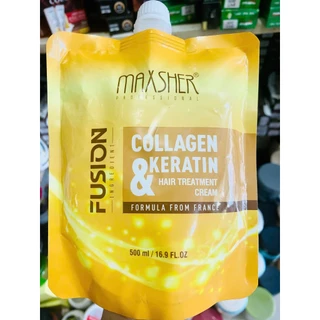 MAXSHER®
PROFESSIONAL
FUSION
COLLAGEN
& KERATIN
HAIR TREATMENT
CREAM
FORMULA FROM FRANCE
500 ml / 16.9 FL.OZ